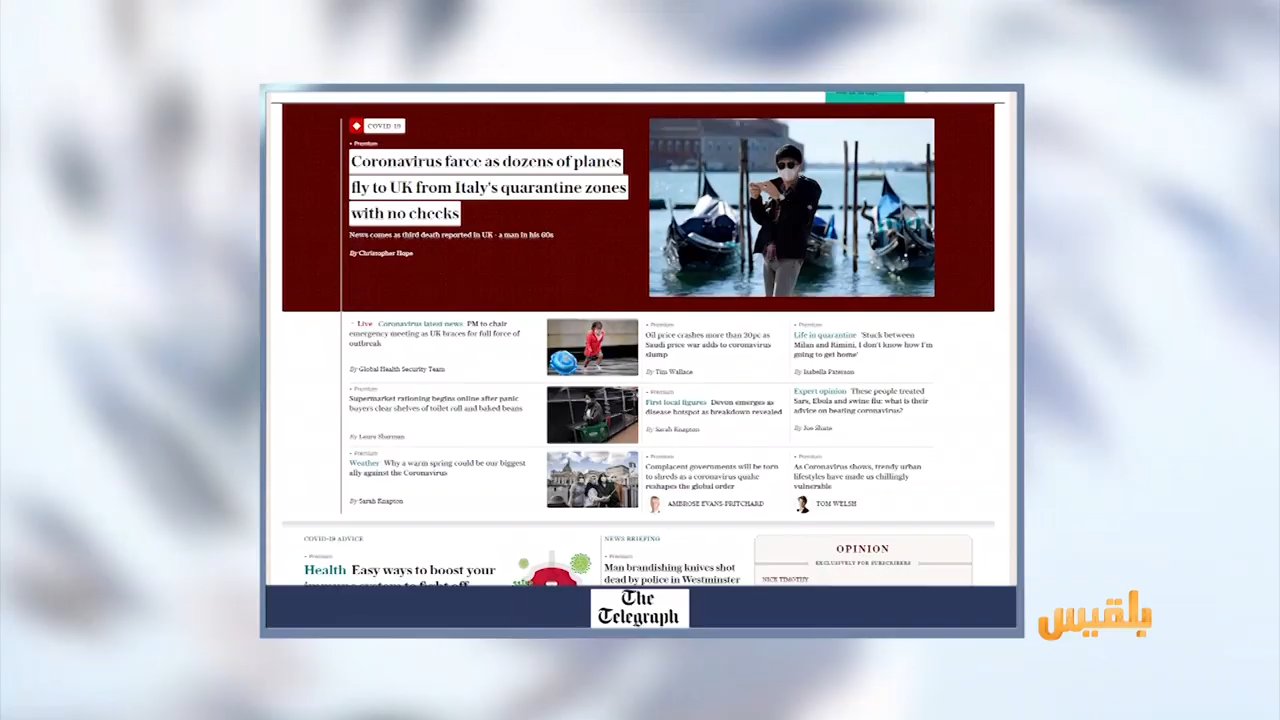 COVID 19
• Premium
Coronavirus farce as dozens of planes
fly to UK from Italy's quarantine zones
with no checks
News comes as third death reported in UK - a man in his 60s
By Christopher Hope
Live Coronavirus latest news PM to chair
emergency meeting as UK braces for full force of
outbreak
By Global Health Security Team
• Premium
Oil price crashes more than 20pc as
Saudi price war adds to coronavirus
slump
By Tim Wallace
• Premium
Life in quarantine 'Stuck between
Milan and Rimini, I don't know how I'm
going to get home'
By Isabella Paterson
• Premium
Supermarket rationing begins online after panic
buyers clear shelves of toilet roll and baked beans
By Laura Sharman
• Premium
First local figures Devon emerges as
disease hotspot as breakdown revealed
By Sarah Knapton
Expert opinion These people treated
Sars, Ebola and swine flu: what is their
advice on beating coronavirus?
By Joe Shute
• Premium
Weather Why a warm spring could be our biggest
ally against the Coronavirus
By Sarah Knapton
• Premium
Complacent governments will be torn
to shreds as a coronavirus quake
reshapes the global order
AMBROSE EVANS-PRITCHARD
• Premium
As Coronavirus shows, trendy urban
lifestyles have made us chillingly
vulnerable
TOM WELSH
COVID-19 ADVICE
• Premium
Health Easy ways to boost your
immune system to fight off
NEWS BRIEFING
• Premium
Man brandishing knives shot
dead by police in Westminster
OPINION
EXCLUSIVELY FOR SUBSCRIBERS
NICK TIMOTHY
The
Telegraph
بلقيس